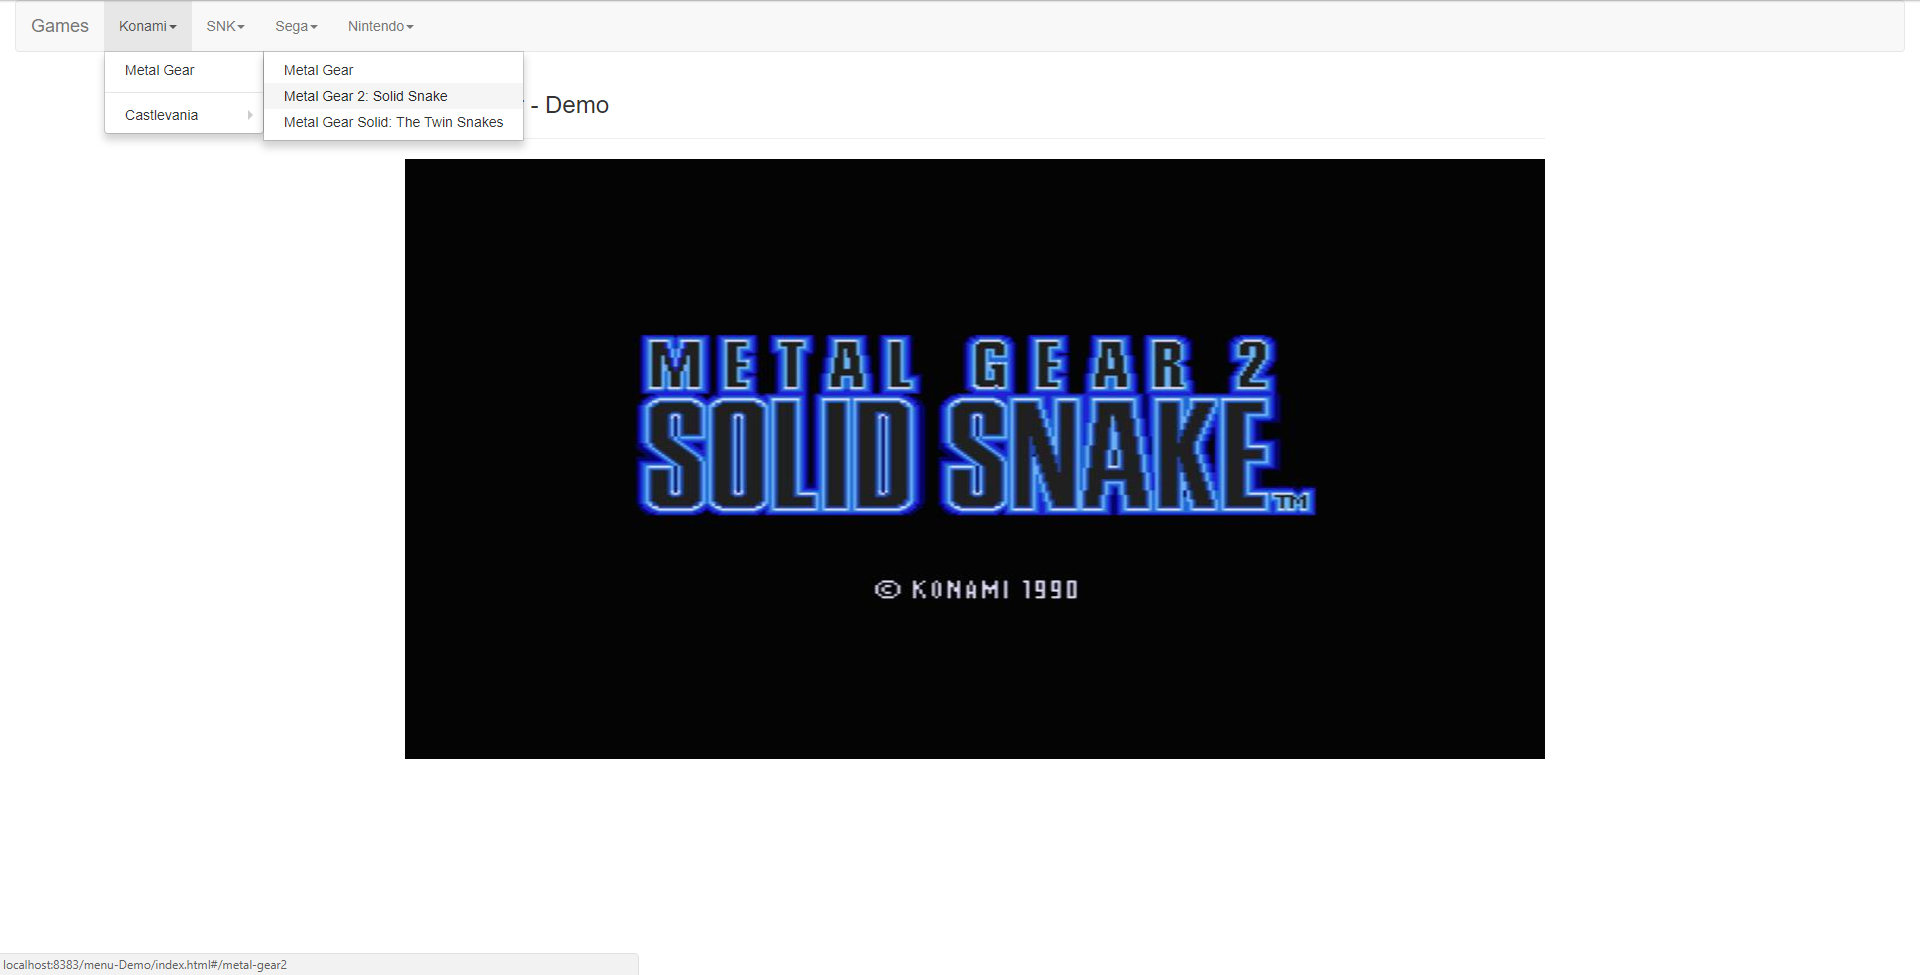 Games Konami SNK Sega Nintendo
Metal Gear
Castlevania
Metal Gear
Metal Gear 2: Solid Snake
Metal Gear Solid: The Twin Snakes
- Demo
METAL GEAR 2
SOLID SNAKE™
© KONAMI 1990
localhost:8383/menu-Demo/index.html#/metal-gear2